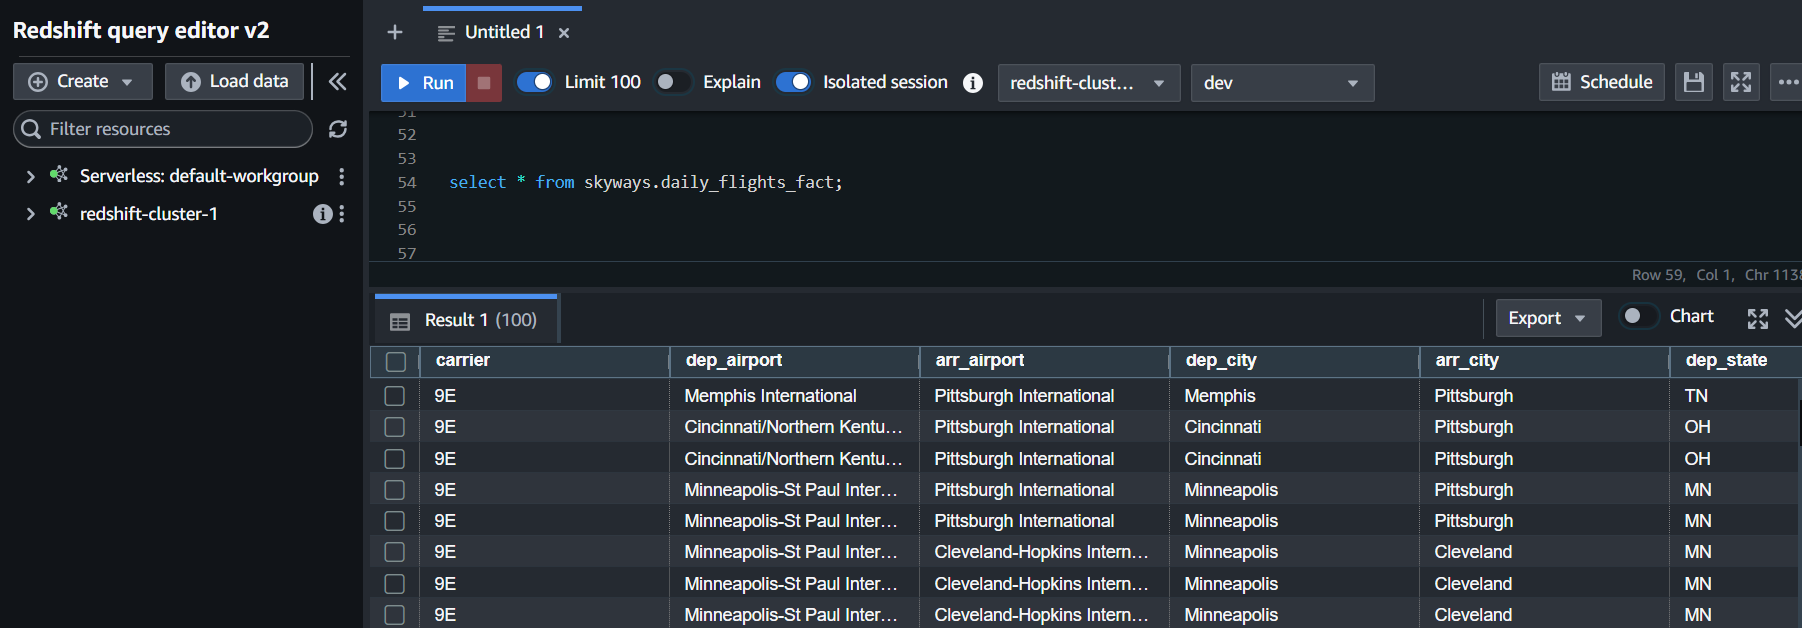 Redshift query editor v2
Create
Load data
Filter resources
Serverless: default-workgroup
redshift-cluster-1
Untitled 1
Run
Limit 100
Explain
Isolated session
redshift-clust...
dev
Schedule
51
52
53
54 select * from skyways.daily_flights_fact;
55
56
57
Row 59, Col 1, Chr 1138
Result 1 (100)
Export
Chart
carrier dep_airport arr_airport dep_city arr_city dep_state
9E Memphis International Pittsburgh International Memphis Pittsburgh TN
9E Cincinnati/Northern Kentu... Pittsburgh International Cincinnati Pittsburgh OH
9E Cincinnati/Northern Kentu... Pittsburgh International Cincinnati Pittsburgh OH
9E Minneapolis-St Paul Inter... Pittsburgh International Minneapolis Pittsburgh MN
9E Minneapolis-St Paul Inter... Pittsburgh International Minneapolis Pittsburgh MN
9E Minneapolis-St Paul Inter... Cleveland-Hopkins Intern... Minneapolis Cleveland MN
9E Minneapolis-St Paul Inter... Cleveland-Hopkins Intern... Minneapolis Cleveland MN
9E Minneapolis-St Paul Inter... Cleveland-Hopkins Intern... Minneapolis Cleveland MN